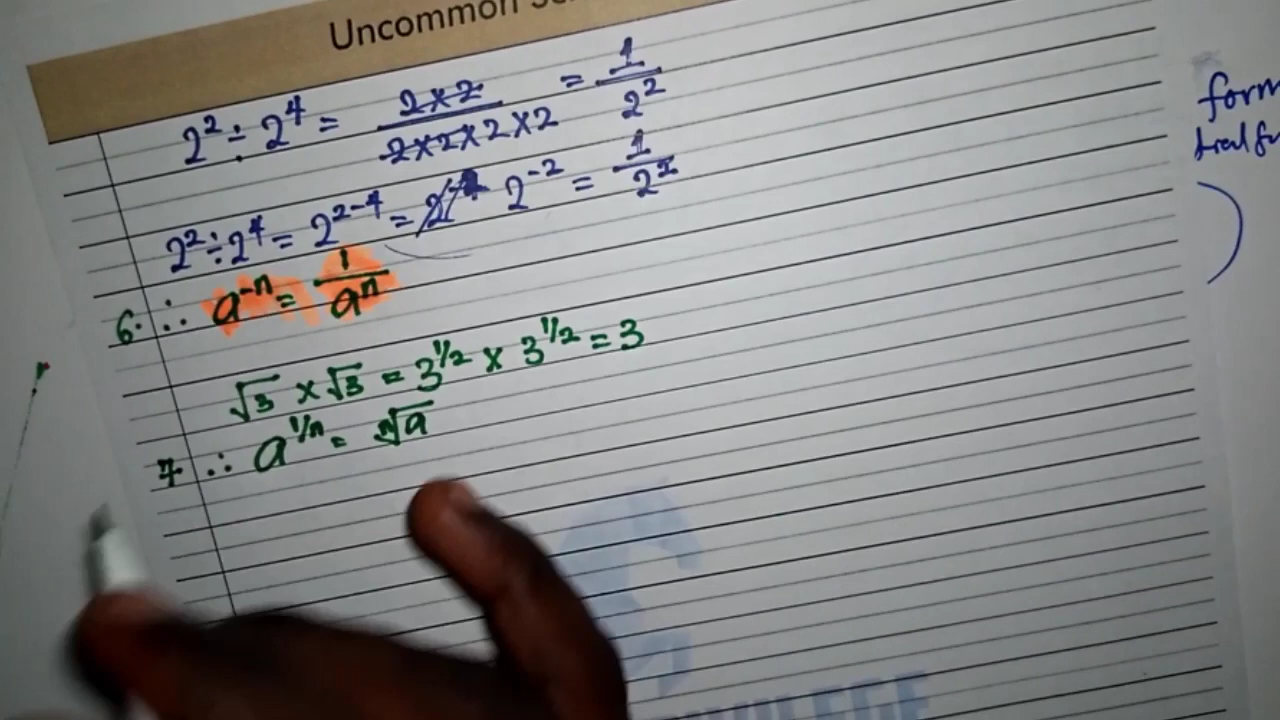 Uncommon
2² ÷ 2⁴ = 2×2 / 2×2×2×2 = 1 / 2²
2² ÷ 2⁴ = 2²⁻⁴ = 2⁻² = 1 / 2²
6. ∴ a⁻ⁿ = 1 / aⁿ
√3 × √3 = 3^1/2 × 3^1/2 = 3
7. ∴ a^1/n = ⁿ√a
form